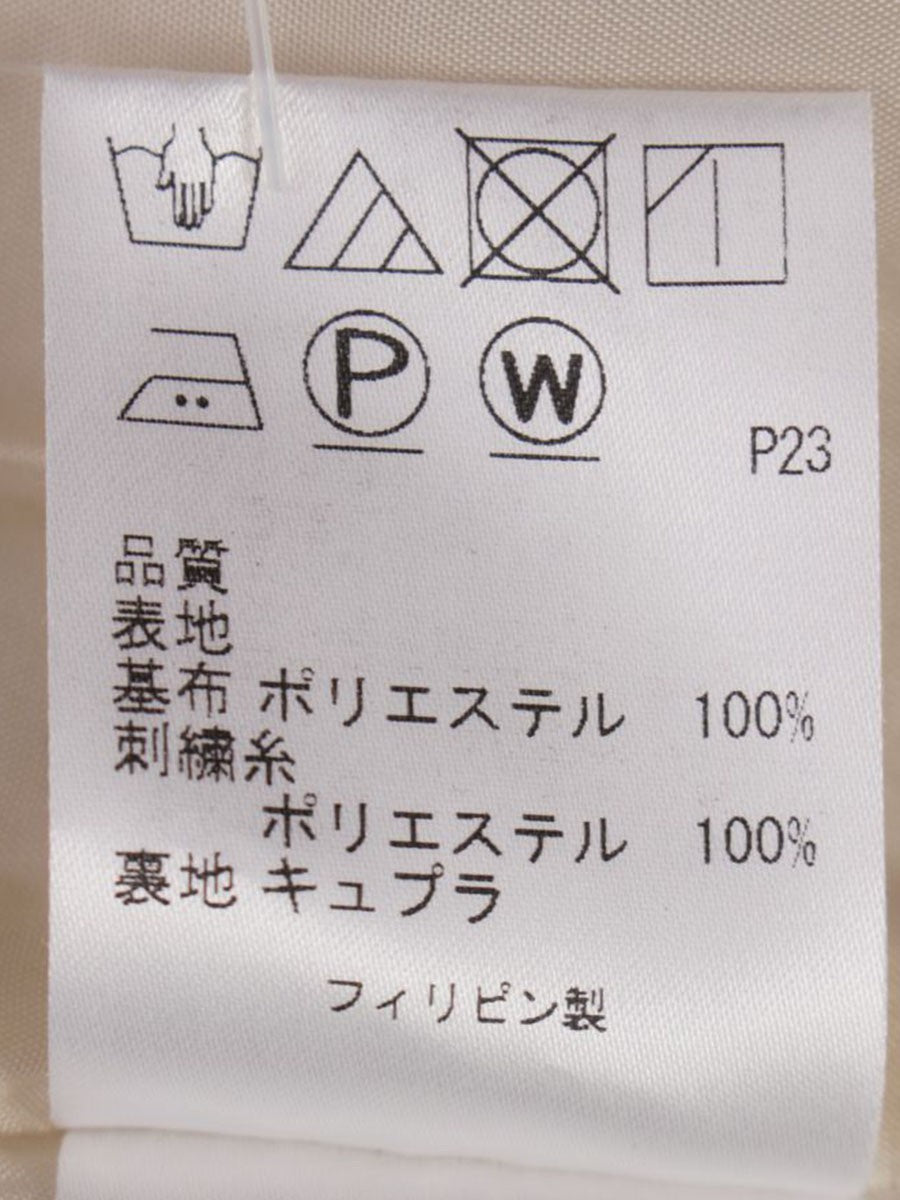 P W
P23
品質
表地
基布 ポリエステル 100%
刺繍糸
ポリエステル 100%
裏地 キュプラ
フィリピン製